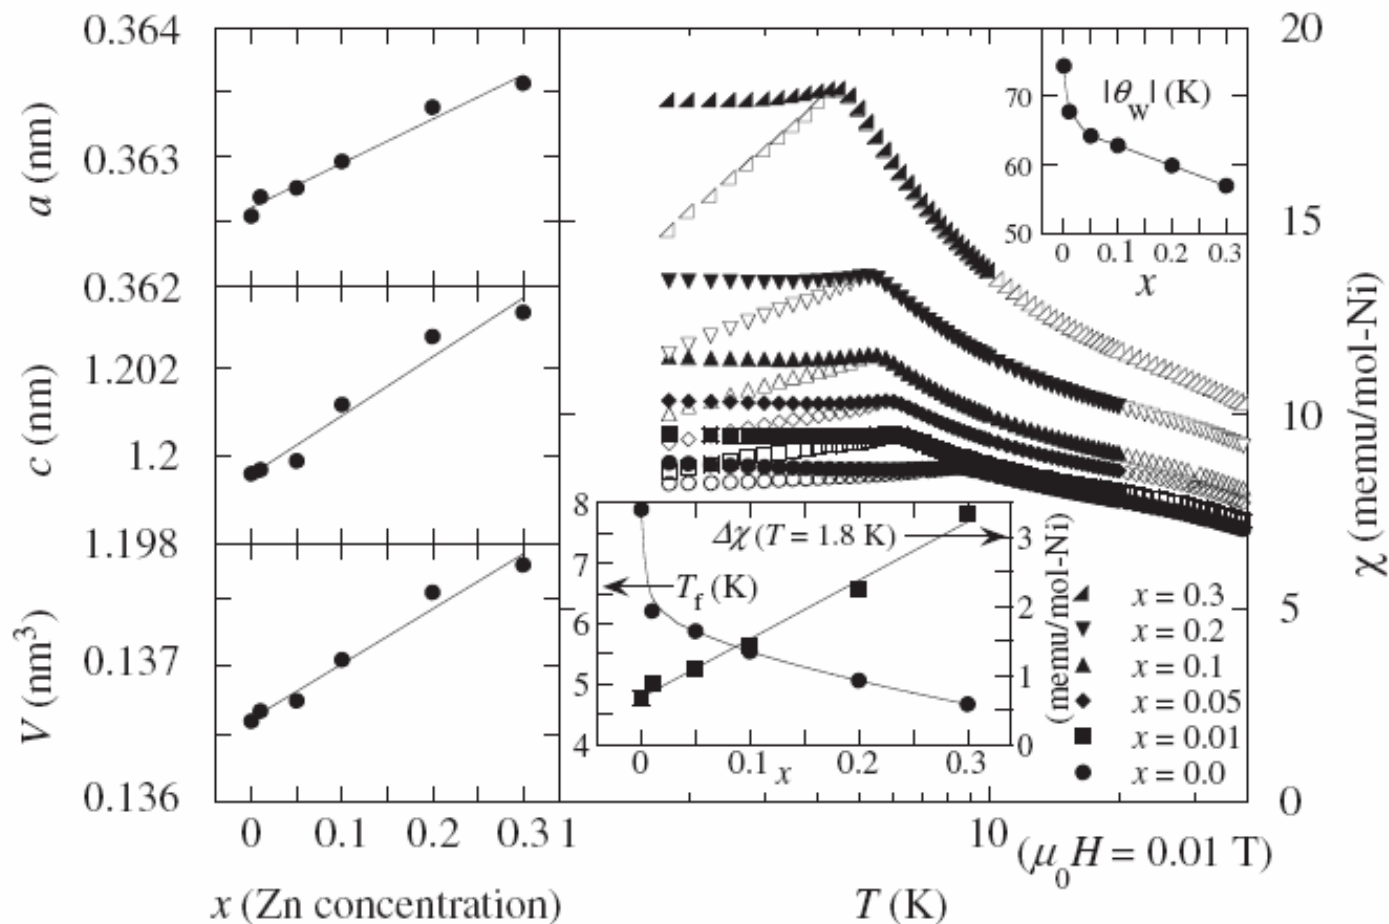 0.364
0.363
0.362
a (nm)
1.202
1.2
1.198
c (nm)
0.137
0.136
V (nm³)
0 0.1 0.2 0.3
x (Zn concentration)
20
15
10
5
0
χ (memu/mol-Ni)
1 10
(μ₀H = 0.01 T)
T (K)
|θw| (K)
70
60
50
0 0.1 0.2 0.3
x
8
7
6
5
4
Δχ (T = 1.8 K)
Tf (K)
3
2
1
0
(memu/mol-Ni)
0 0.1 0.2 0.3
x
x = 0.3
x = 0.2
x = 0.1
x = 0.05
x = 0.01
x = 0.0